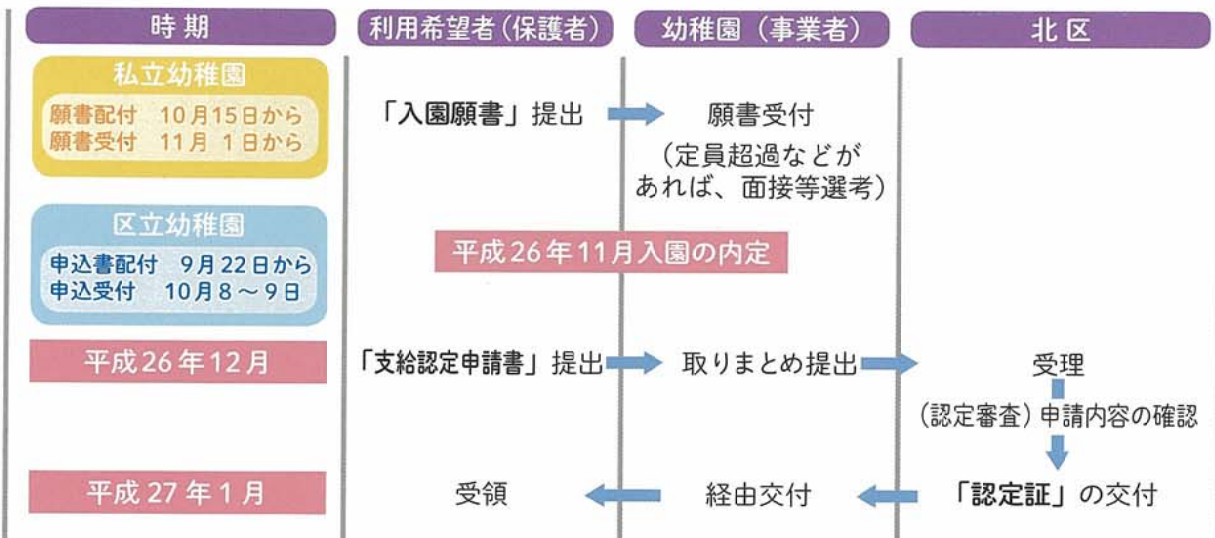 時期
利用希望者（保護者）
幼稚園（事業者）
北区
私立幼稚園
願書配付　10月15日から
願書受付　11月 1日から
「入園願書」提出
願書受付
（定員超過などが
あれば、面接等選考）
区立幼稚園
申込書配付　9月22日から
申込受付　10月8～9日
平成26年11月入園の内定
平成26年12月
「支給認定申請書」提出
取りまとめ提出
受理
（認定審査）申請内容の確認
平成27年1月
受領
経由交付
「認定証」の交付